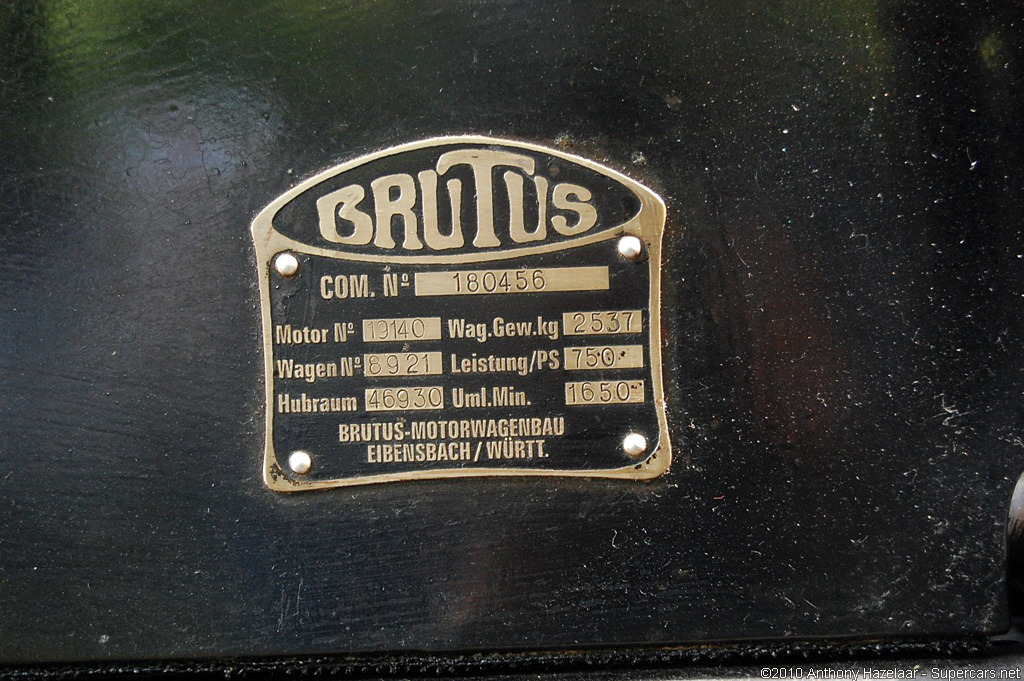 BRUTUS
COM. Nº 180456
Motor Nº 19140 Wag.Gew.kg 2537
Wagen Nº 8921 Leistung/PS 750
Hubraum 46930 Uml.Min. 1650
BRUTUS-MOTORWAGENBAU
EIBENSBACH/WÜRTT.
©2010 Anthony Hazelaar - Supercars.net